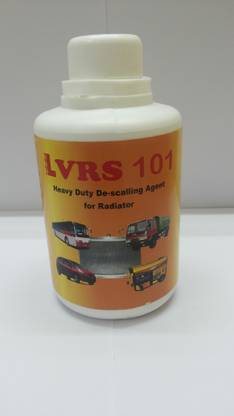 LVRS 101
Heavy Duty De-scalling Agent
for Radiator